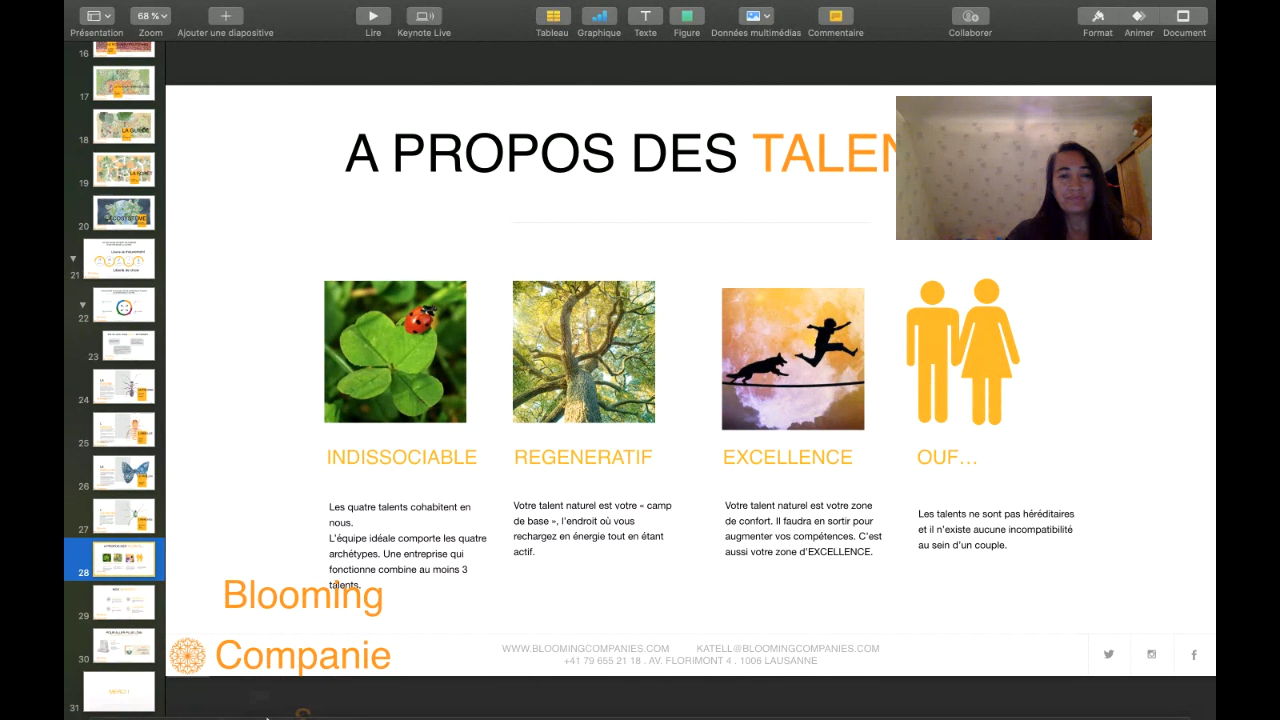 68 %
Présentation
Zoom
Ajouter une diapositive
Lire
Keynote Live
Tableau
Graphique
Texte
Figure
Données multimédias
Commentaire
Collaborer
Format
Animer
Document
16
17
18
19
20
21
22
23
24
25
26
27
28
29
30
31
MERCI !
A PROPOS DES TALEN
INDISSOCIABLE
Les quatre talents cohabitent en
nous.
L'équipe idéale comporte les quatre
archétypes. Une entreprise qui
fonctionne combine au moins 3
talents.
REGENERATIF
Votre talent naturel est votre « camp
de base », l'endroit où vous
rechargez en énergie tout en étant
actif.
EXCELLENCE
Votre talent naturel est votre zone
de confort. Il faudra en sortir pour
augmenter vos compétences. C'est
aussi votre zone d'EXCELLENCE.
OUF…
Les talents ne sont pas héréditaires
et il n'existe aucune incompatibilité
au sein d'un couple.
Blooming
Companie
WWW.BLOOMINGCOMPANIES.COM KATELL@BLOOMINGCOMPANIES.COM
+41 79 655 21 18 . AV. FLORIMONT 4 . 1006 LAUSANNE